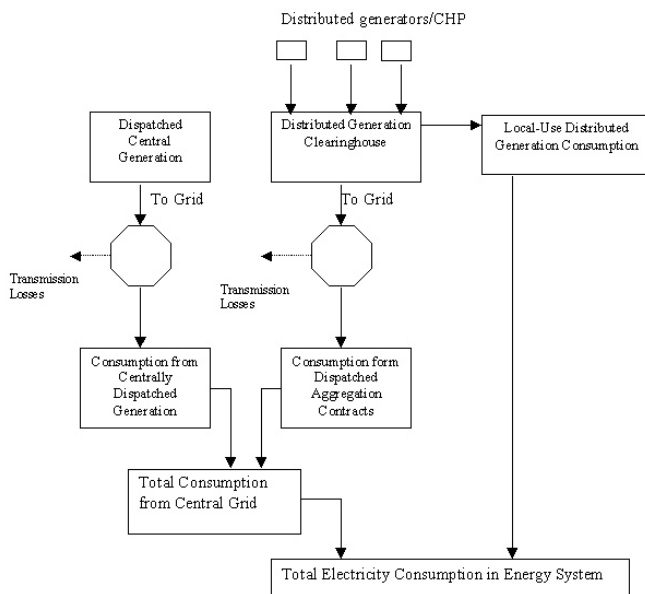 Distributed generators/CHP
Dispatched
Central
Generation
Distributed Generation
Clearinghouse
Local-Use Distributed
Generation Consumption
To Grid
To Grid
Transmission
Losses
Transmission
Losses
Consumption from
Centrally
Dispatched
Generation
Consumption form
Dispatched
Aggregation
Contracts
Total Consumption
from Central Grid
Total Electricity Consumption in Energy System